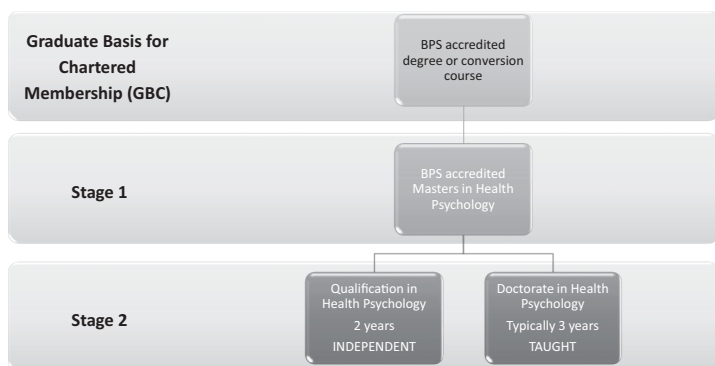 Graduate Basis for
Chartered
Membership (GBC)
BPS accredited
degree or conversion
course
Stage 1
BPS accredited
Masters in Health
Psychology
Stage 2
Qualification in
Health Psychology
2 years
INDEPENDENT
Doctorate in Health
Psychology
Typically 3 years
TAUGHT